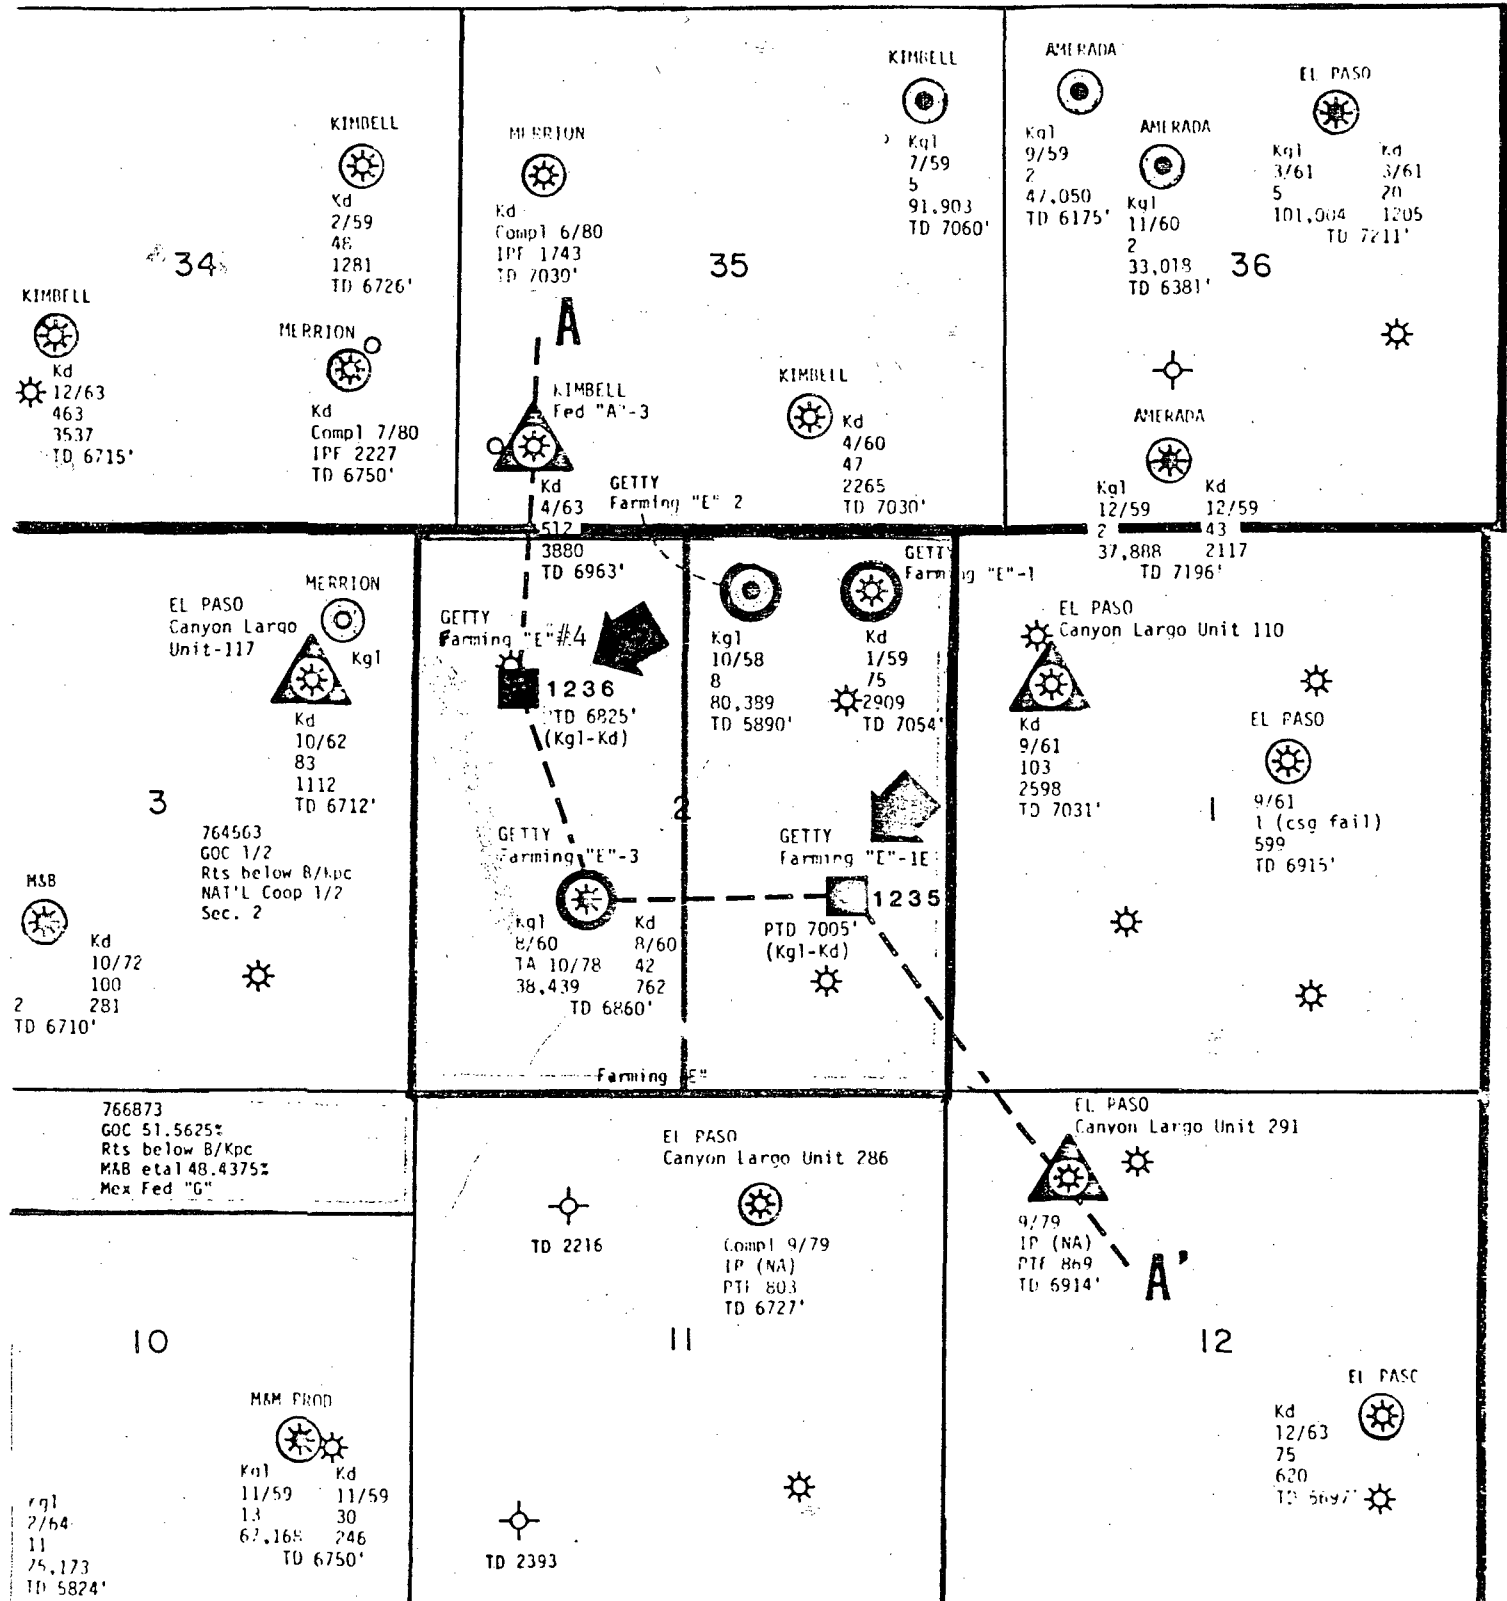 KIMBELL
Kd
2/59
48
1281
TD 6726'
34
KIMBELL
Kd
12/63
463
3537
TD 6715'
MERRION
Kd
Compl 7/80
IPF 2227
TD 6750'
MERRION
Kd
Compl 6/80
IPF 1743
TD 7039'
35
KIMBELL
Kgl
7/59
5
91,903
TD 7060'
A
KIMBELL
Fed "A"-3
Kd
4/63
512
3880
TD 6963'
KIMBELL
Kd
4/60
47
2265
TD 7030'
AMERADA
Kgl
9/59
2
47,050
TD 6175'
AMERADA
Kgl
11/60
2
33,018
TD 6381'
EL PASO
Kgl Kd
3/61 3/61
5 20
101,004 1205
TD 7211'
36
AMERADA
Kgl Kd
12/59 12/59
2 43
37,888 2117
TD 7196'
GETTY
Farming "E" 2
Kgl
10/58
8
80,389
TD 5890'
GETTY
Farming "E"-1
Kd
1/59
75
2909
TD 7054'
MERRION
Kgl
EL PASO
Canyon Largo
Unit-117
Kd
10/62
83
1112
TD 6712'
3
764563
GOC 1/2
Rts below B/Kpc
NAT'L Coop 1/2
Sec. 2
M&B
Kd
10/72
100
2 281
TD 6710'
GETTY
Farming "E" #4
1236
PTD 6825'
(Kgl-Kd)
2
GETTY
Farming "E"-3
Kgl Kd
8/60 8/60
TA 10/78 42
38,439 762
TD 6860'
GETTY
Farming "E"-1E
1235
PTD 7005'
(Kgl-Kd)
Farming "E"
EL PASO
Canyon Largo Unit 110
Kd
9/61
103
2598
TD 7031'
EL PASO
9/61
1 (csg fail)
599
TD 6915'
1
766873
GOC 51.5625%
Rts below B/Kpc
M&B etal 48.4375%
Mex Fed "G"
10
M&M PROD
Kgl Kd
11/59 11/59
13 30
67,168 246
TD 6750'
Kgl
2/64
11
75,173
TD 5824'
TD 2216
EL PASO
Canyon Largo Unit 286
Compl 9/79
IP (NA)
PTF 803
TD 6727'
11
TD 2393
EL PASO
Canyon Largo Unit 291
9/79
IP (NA)
PTF 869
TD 6914'
A'
12
EL PASO
Kd
12/63
75
620
TD 6697'